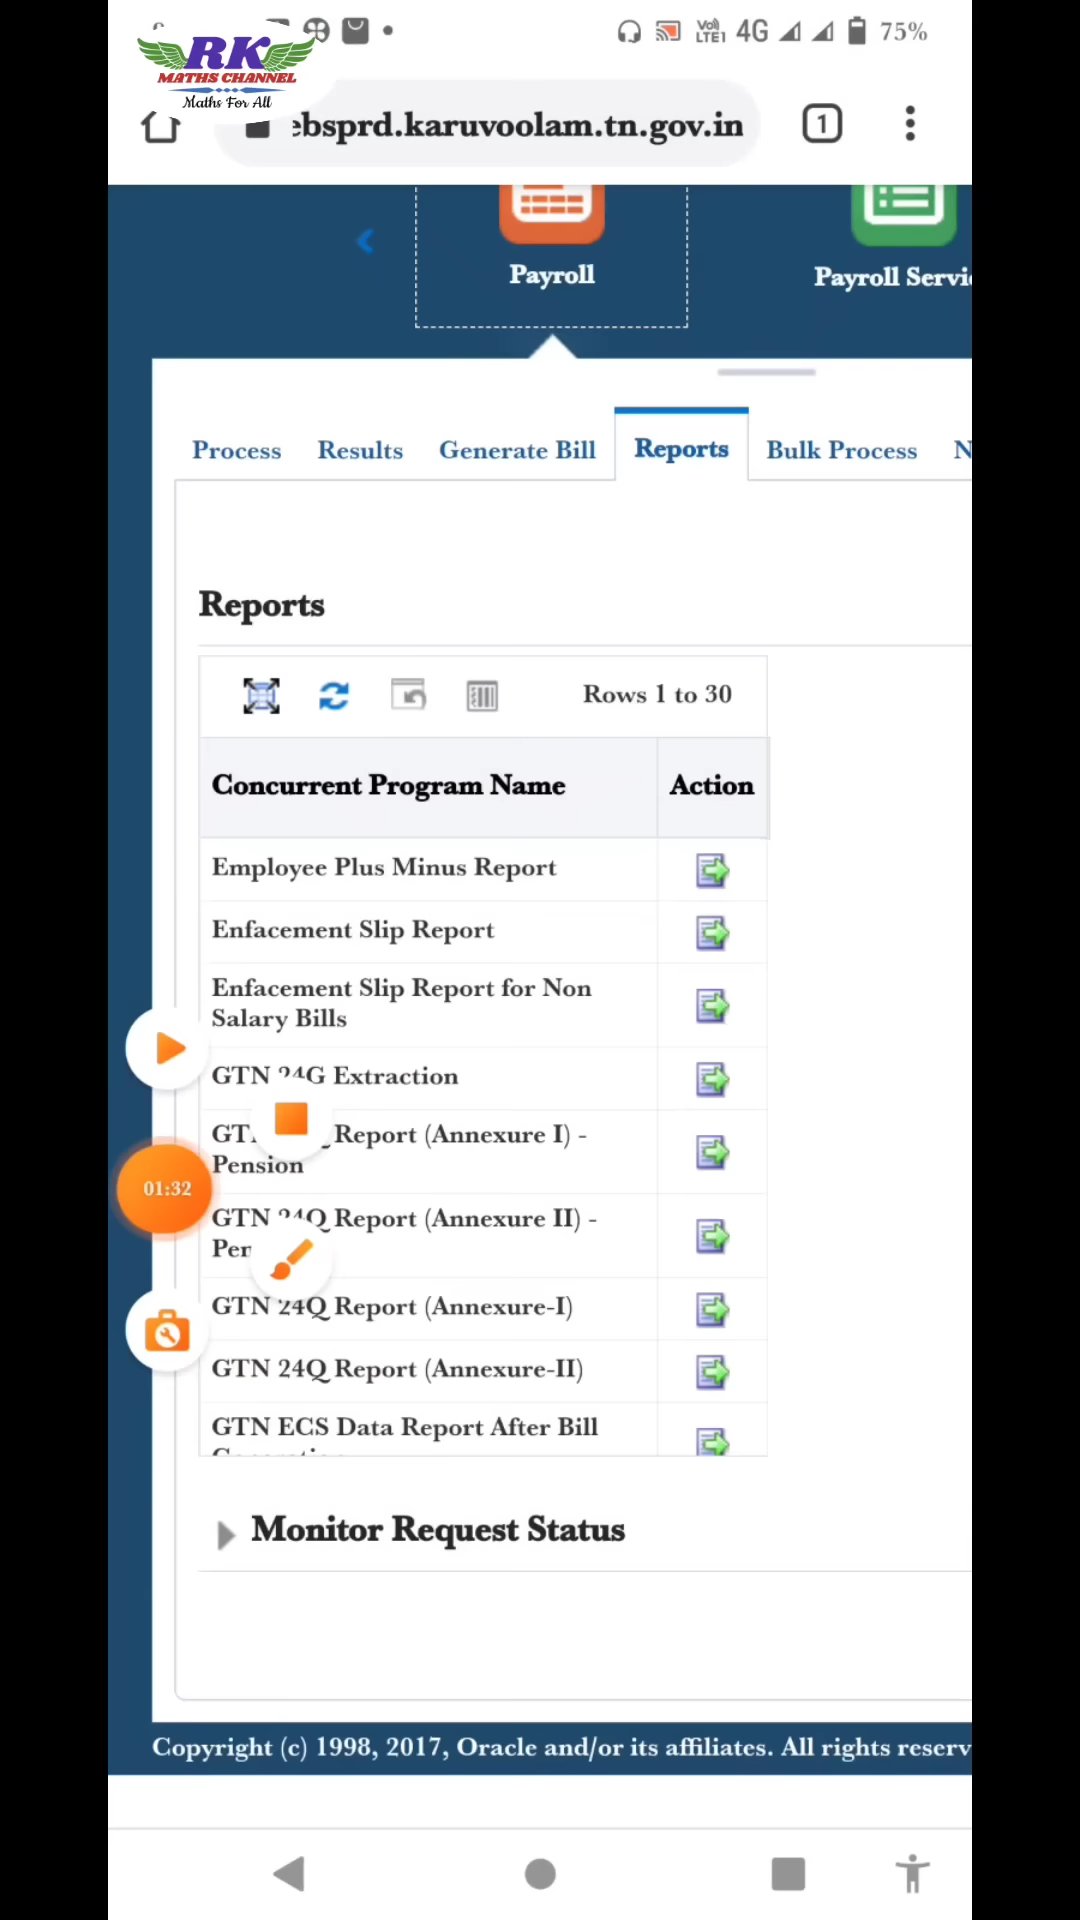 RK
MATHS CHANNEL
Maths For All
Vo)) LTE1 4G 75%
ebsprd.karuvoolam.tn.gov.in
1
Payroll
Payroll Servi
Process Results Generate Bill Reports Bulk Process N
Reports
Rows 1 to 30
Concurrent Program Name Action
Employee Plus Minus Report
Enfacement Slip Report
Enfacement Slip Report for Non
Salary Bills
GTN 24G Extraction
Report (Annexure I) -
Pension
GTN 24Q Report (Annexure II) -
GTN 24Q Report (Annexure-I)
GTN 24Q Report (Annexure-II)
GTN ECS Data Report After Bill
01:32
Monitor Request Status
Copyright (c) 1998, 2017, Oracle and/or its affiliates. All rights reserv